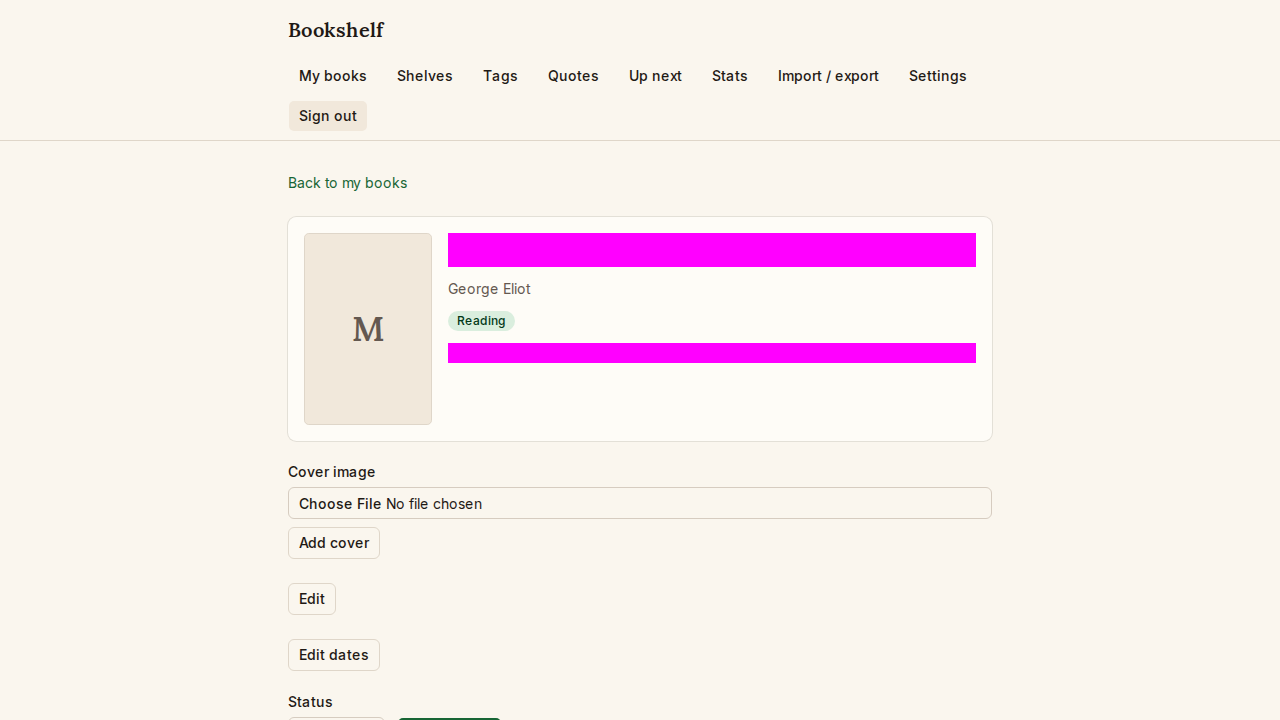 Bookshelf
My books Shelves Tags Quotes Up next Stats Import / export Settings
Sign out
Back to my books
M
George Eliot
Reading
Cover image
Choose File No file chosen
Add cover
Edit
Edit dates
Status